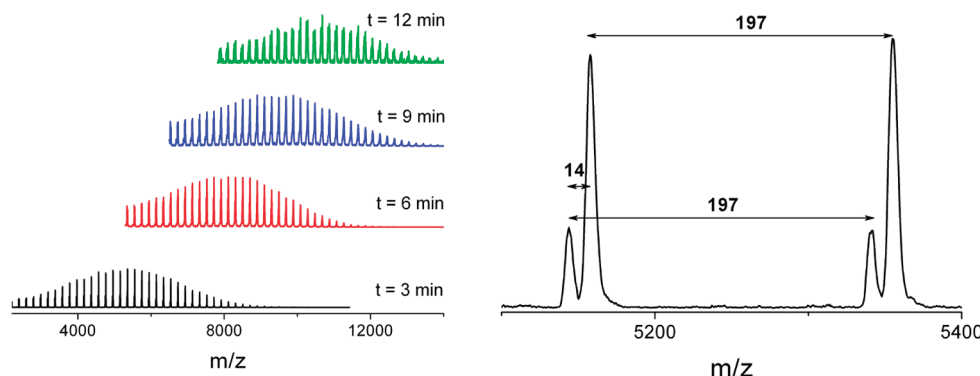 t = 12 min
t = 9 min
t = 6 min
t = 3 min
4000 8000 12000
m/z
197
14
197
5200 5400
m/z